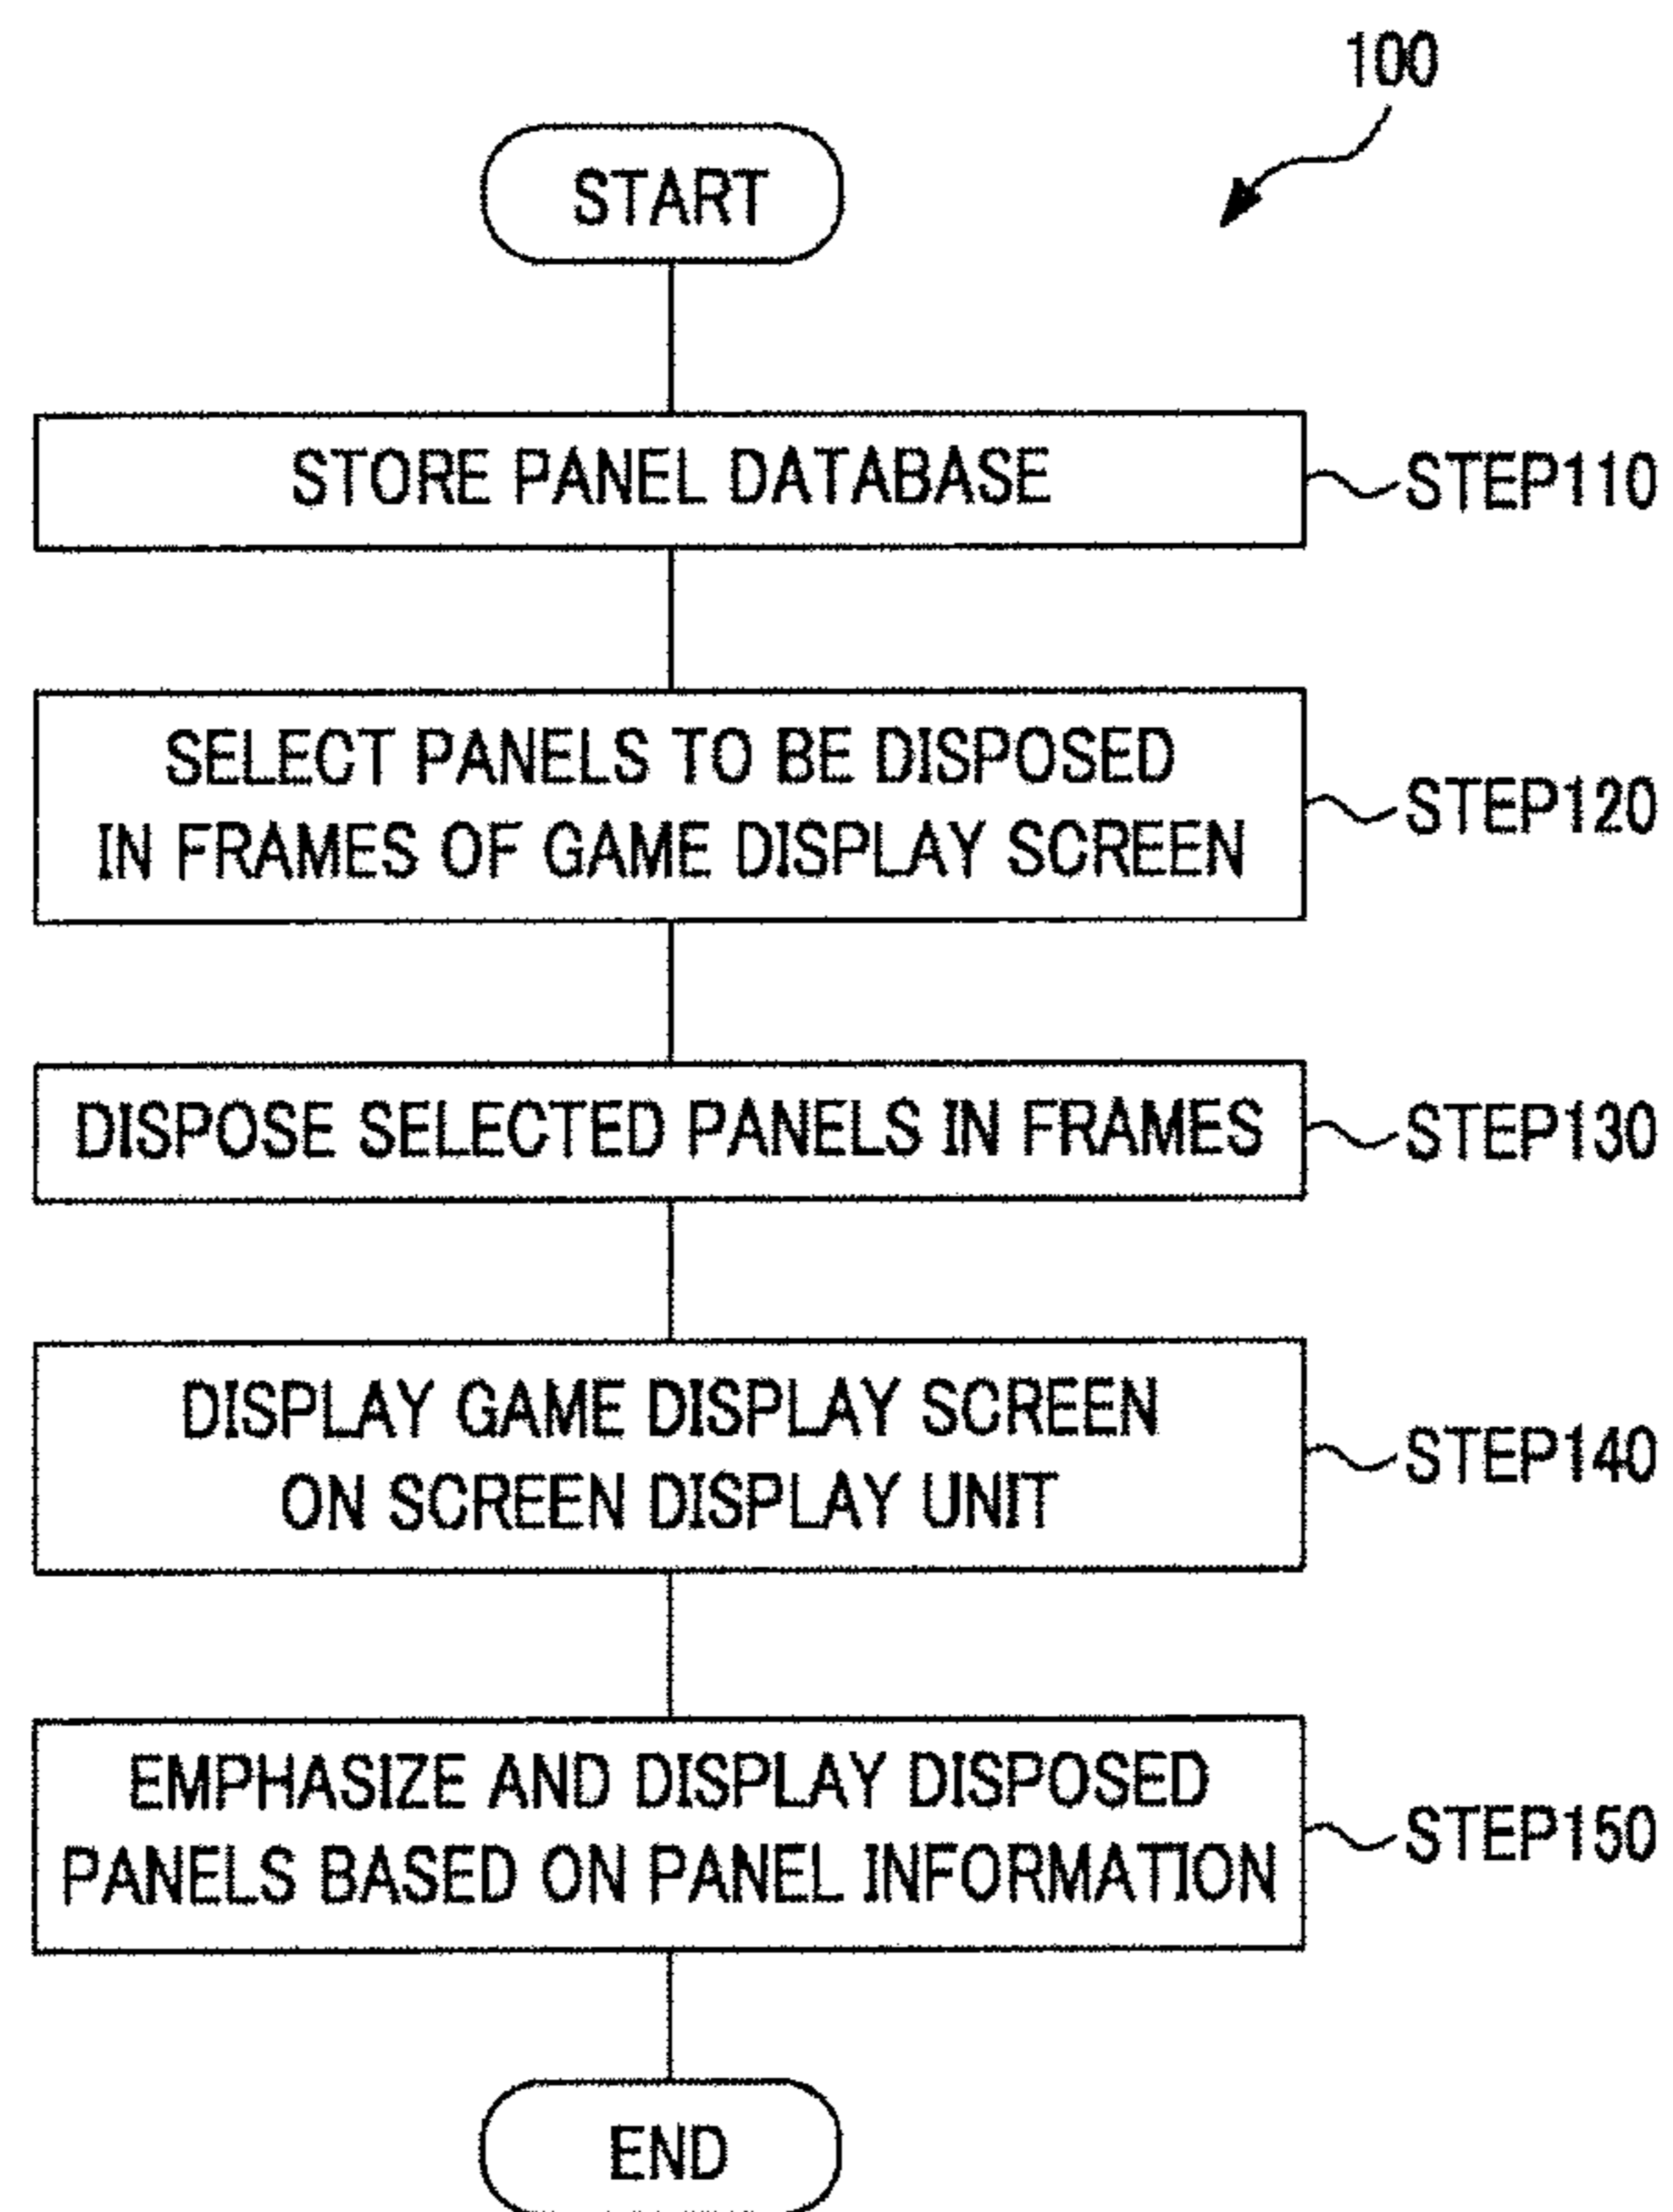 100
START
STORE PANEL DATABASE
STEP110
SELECT PANELS TO BE DISPOSED
IN FRAMES OF GAME DISPLAY SCREEN
STEP120
DISPOSE SELECTED PANELS IN FRAMES
STEP130
DISPLAY GAME DISPLAY SCREEN
ON SCREEN DISPLAY UNIT
STEP140
EMPHASIZE AND DISPLAY DISPOSED
PANELS BASED ON PANEL INFORMATION
STEP150
END